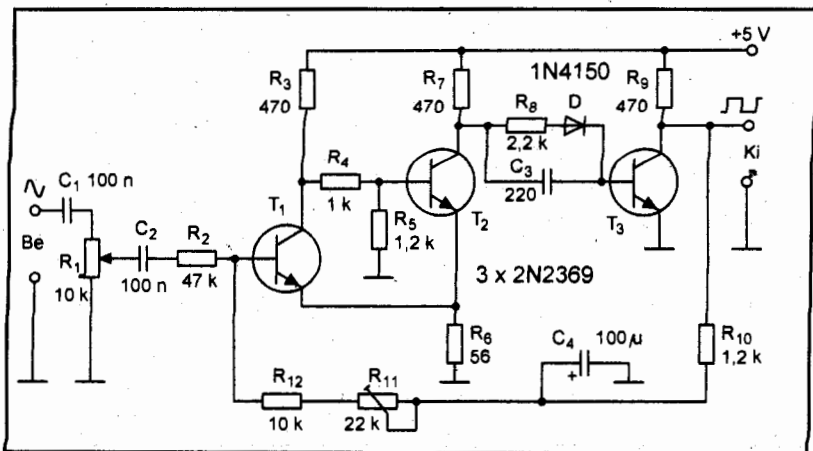 +5 V
R3
470
R7
470
1N4150
R8
2,2 k
D
R9
470
C3
220
Ki
R4
1 k
C1 100 n
T1
R5
1,2 k
T2
T3
Be
R1
10 k
C2
100 n
R2
47 k
3 x 2N2369
R6
56
C4
100 µ
+
R10
1,2 k
R12
10 k
R11
22 k